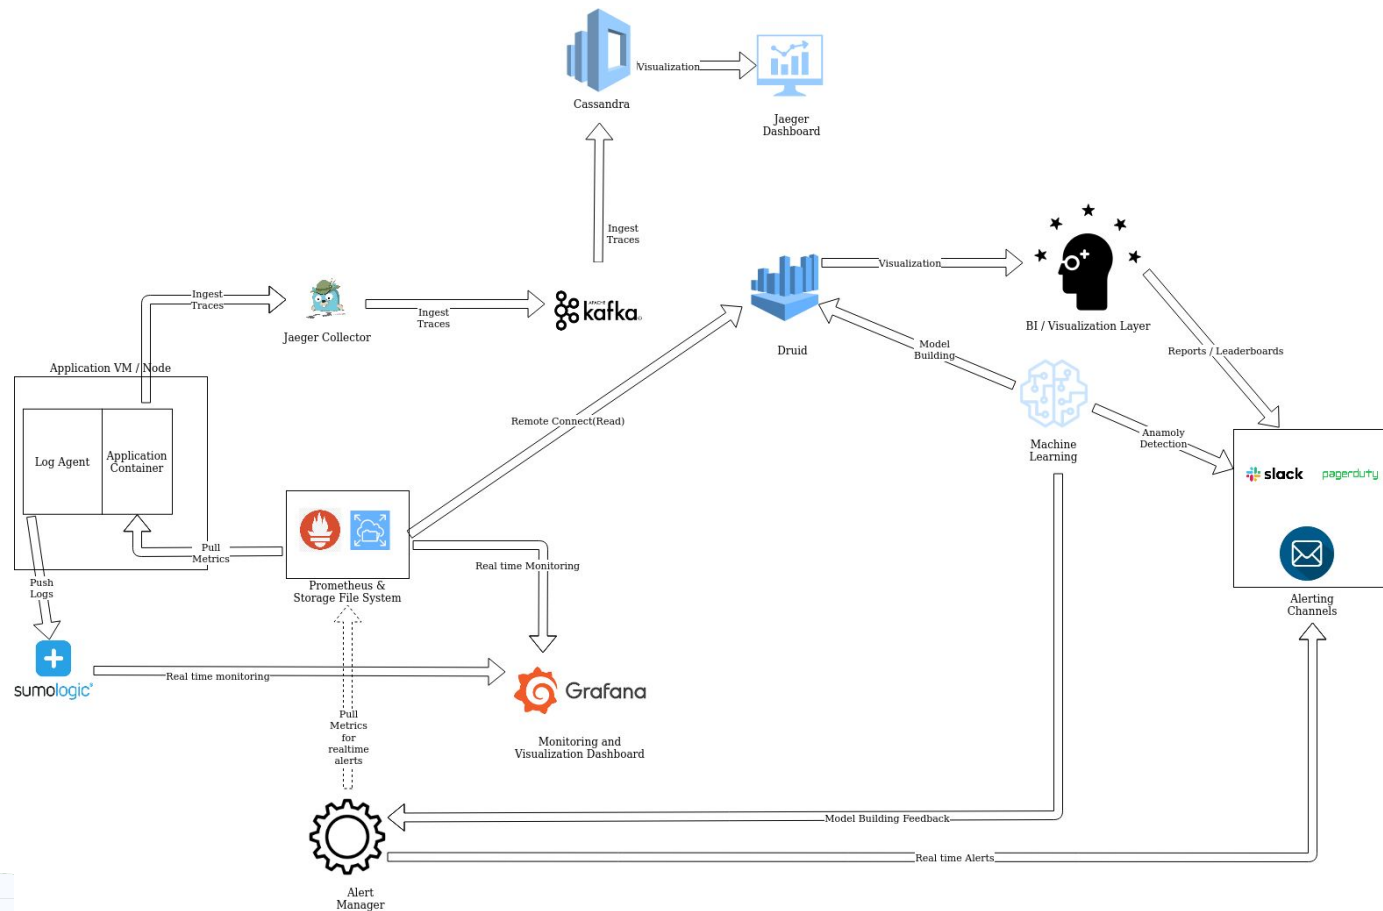 Cassandra
Visualization
Jaeger
Dashboard
Ingest
Traces
Ingest
Traces
Jaeger Collector
Ingest
Traces
APACHE
kafka
Druid
Visualization
BI / Visualization Layer
Model
Building
Reports / Leaderboards
Machine
Learning
Anamoly
Detection
Application VM / Node
Log Agent
Application
Container
Remote Connect(Read)
slack
pagerduty
Alerting
Channels
Pull
Metrics
Prometheus &
Storage File System
Real time Monitoring
Push
Logs
sumologic
Real time monitoring
Grafana
Monitoring and
Visualization Dashboard
Pull
Metrics
for
realtime
alerts
Model Building Feedback
Real time Alerts
Alert
Manager